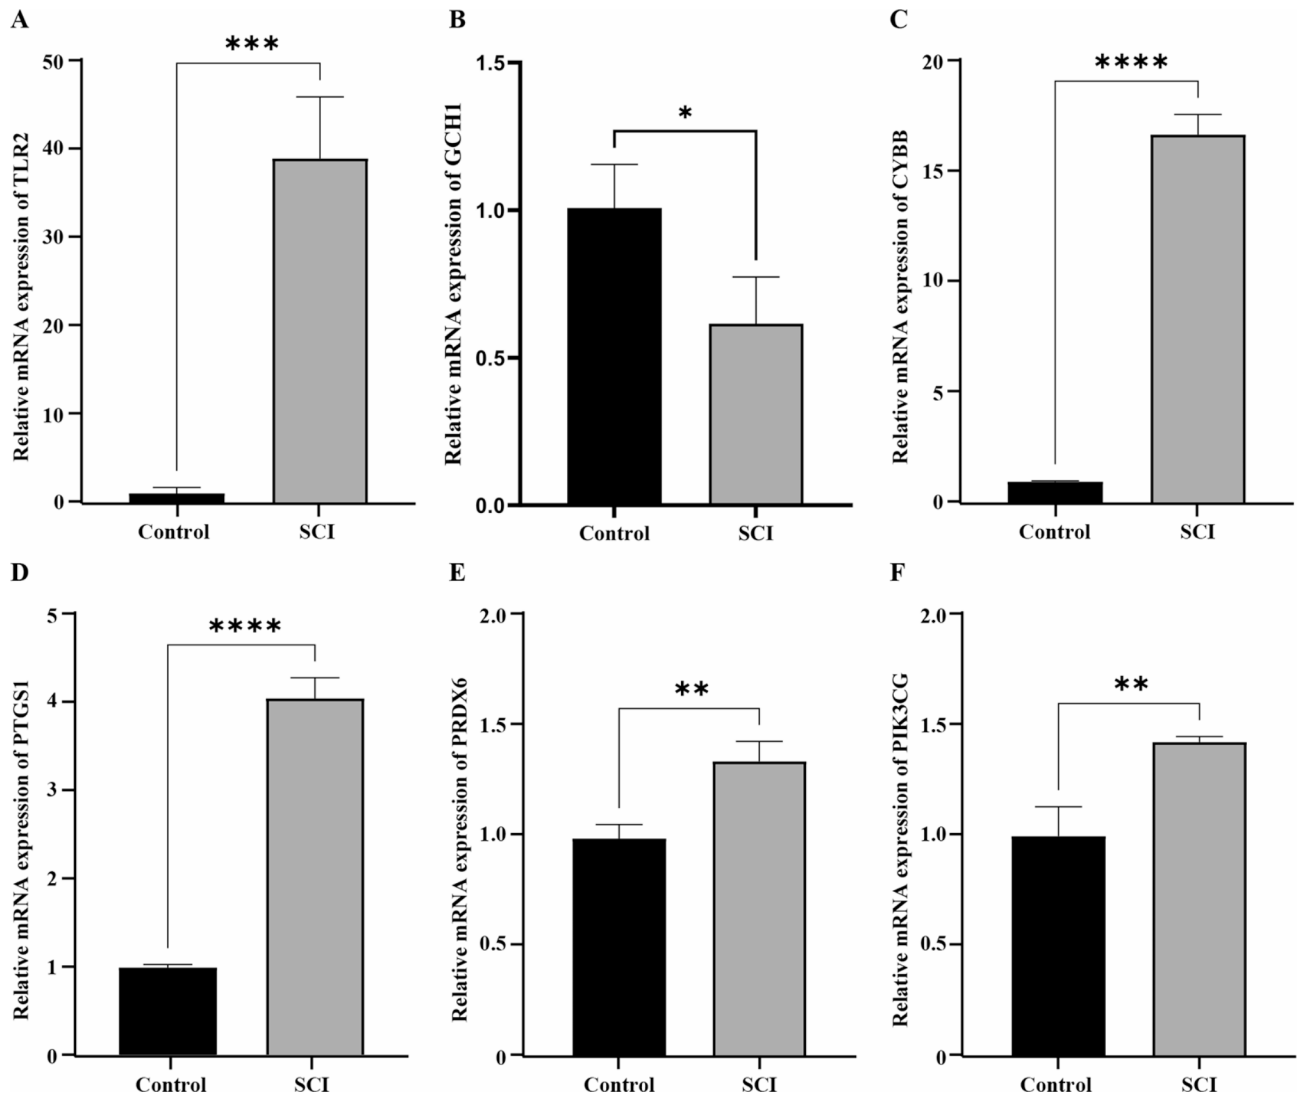 A
Relative mRNA expression of TLR2
50
40
30
20
10
0
***
Control
SCI
B
Relative mRNA expression of GCH1
1.5
1.0
0.5
0.0
*
Control
SCI
C
Relative mRNA expression of CYBB
20
15
10
5
0
****
Control
SCI
D
Relative mRNA expression of PTGS1
5
4
3
2
1
0
****
Control
SCI
E
Relative mRNA expression of PRDX6
2.0
1.5
1.0
0.5
0
**
Control
SCI
F
Relative mRNA expression of PIK3CG
2.0
1.5
1.0
0.5
0
**
Control
SCI